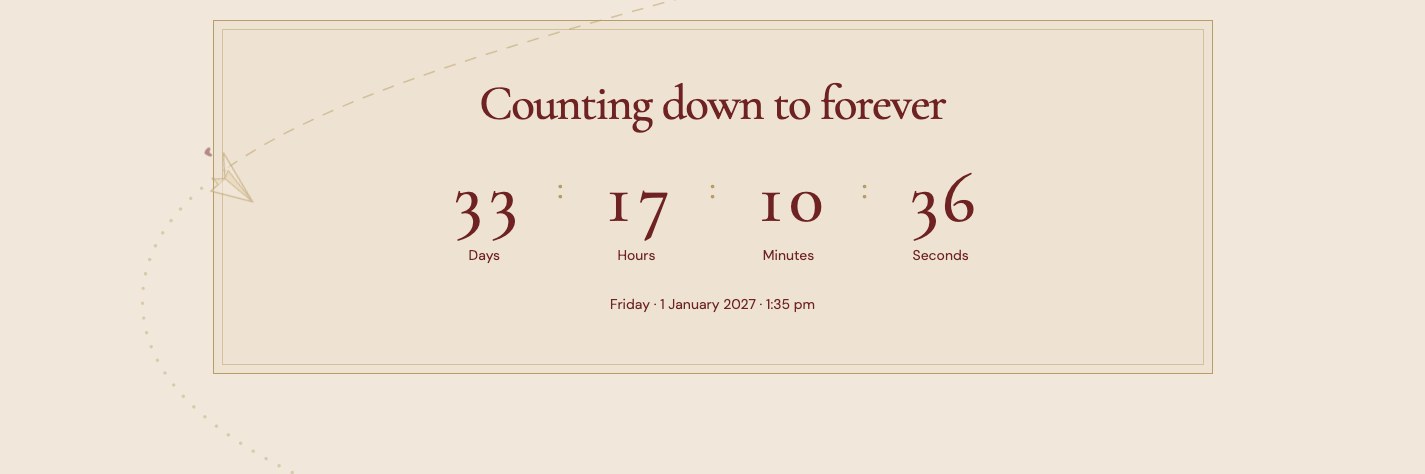 Counting down to forever
33 : 17 : 10 : 36
Days Hours Minutes Seconds
Friday · 1 January 2027 · 1:35 pm